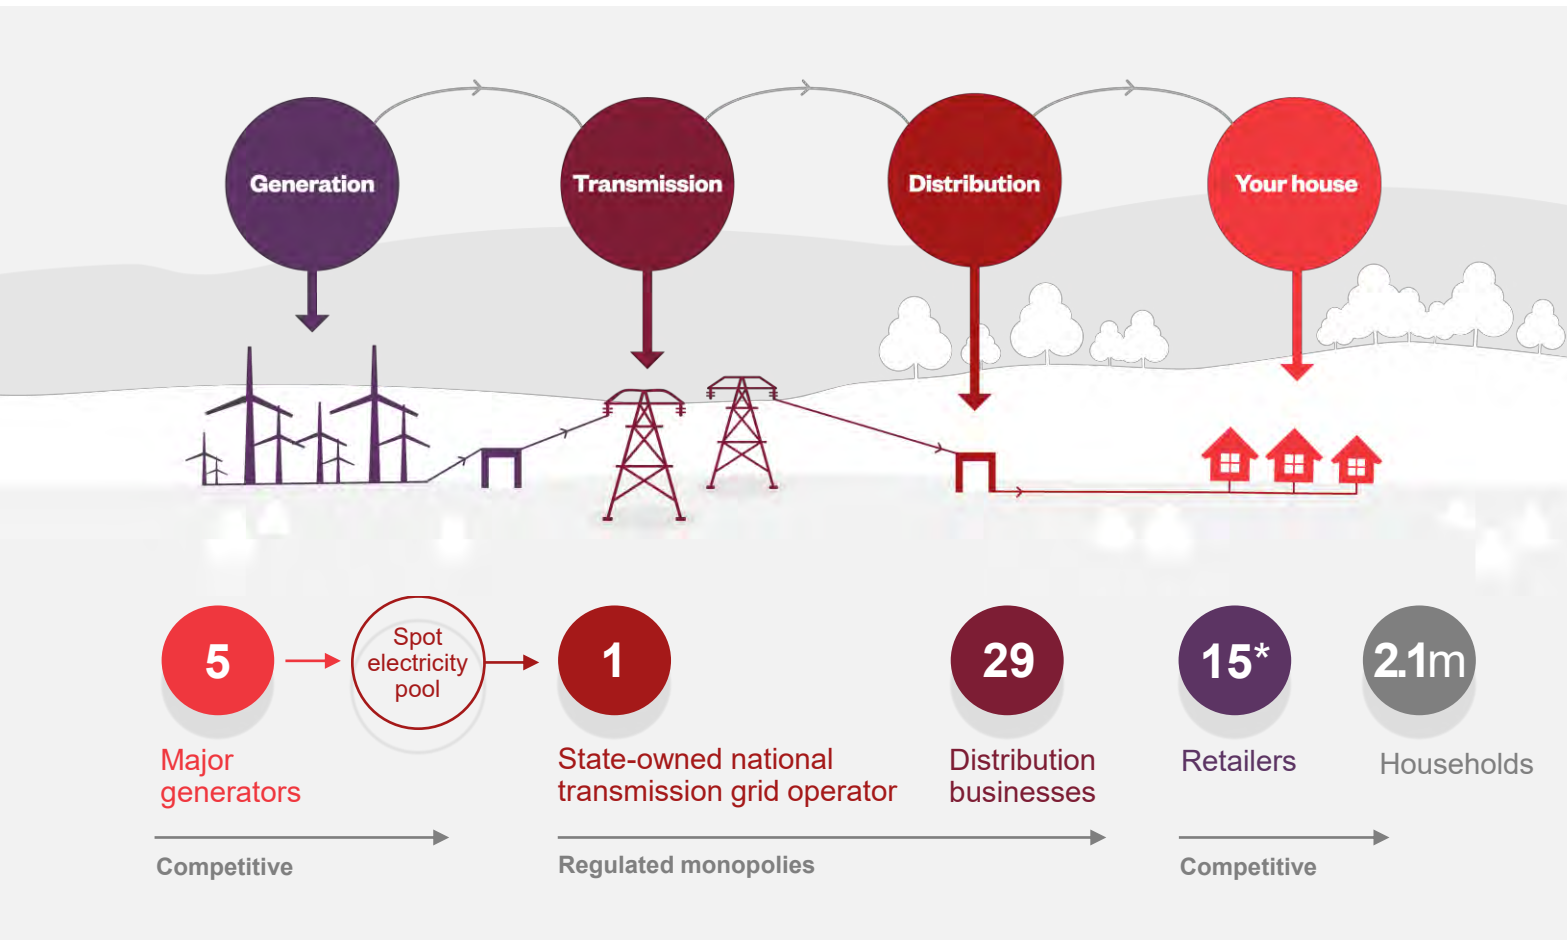 Generation
Transmission
Distribution
Your house
5
Spot
electricity
pool
1
29
15*
2.1m
Major
generators
State-owned national
transmission grid operator
Distribution
businesses
Retailers
Households
Competitive
Regulated monopolies
Competitive